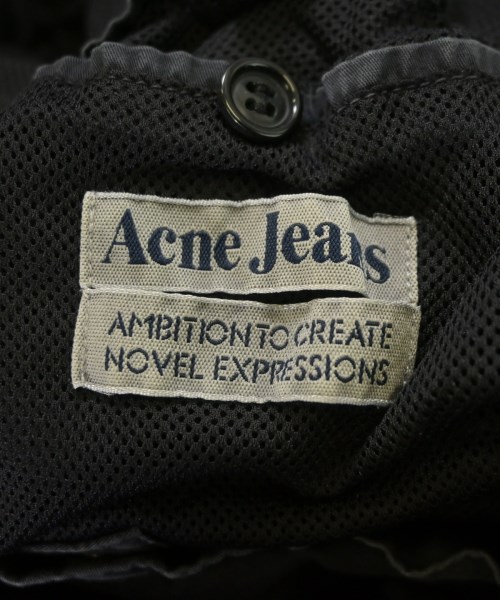 Acne Jeans
AMBITION TO CREATE
NOVEL EXPRESSIONS